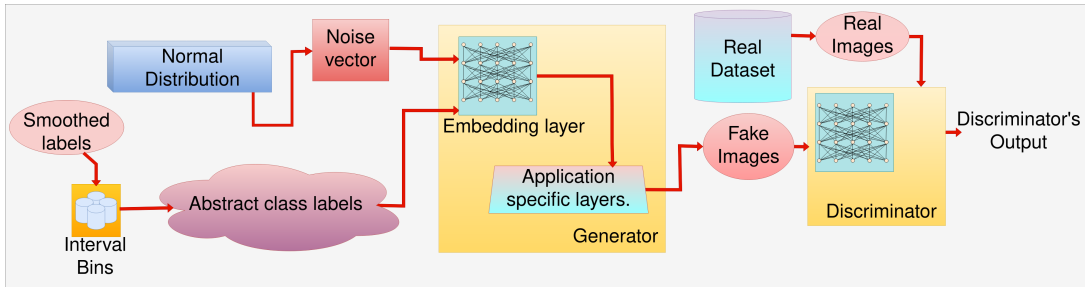 Normal
Distribution
Noise
vector
Smoothed
labels
Interval
Bins
Abstract class labels
Embedding layer
Application
specific layers.
Generator
Real
Dataset
Real
Images
Fake
Images
Discriminator
Discriminator's
Output